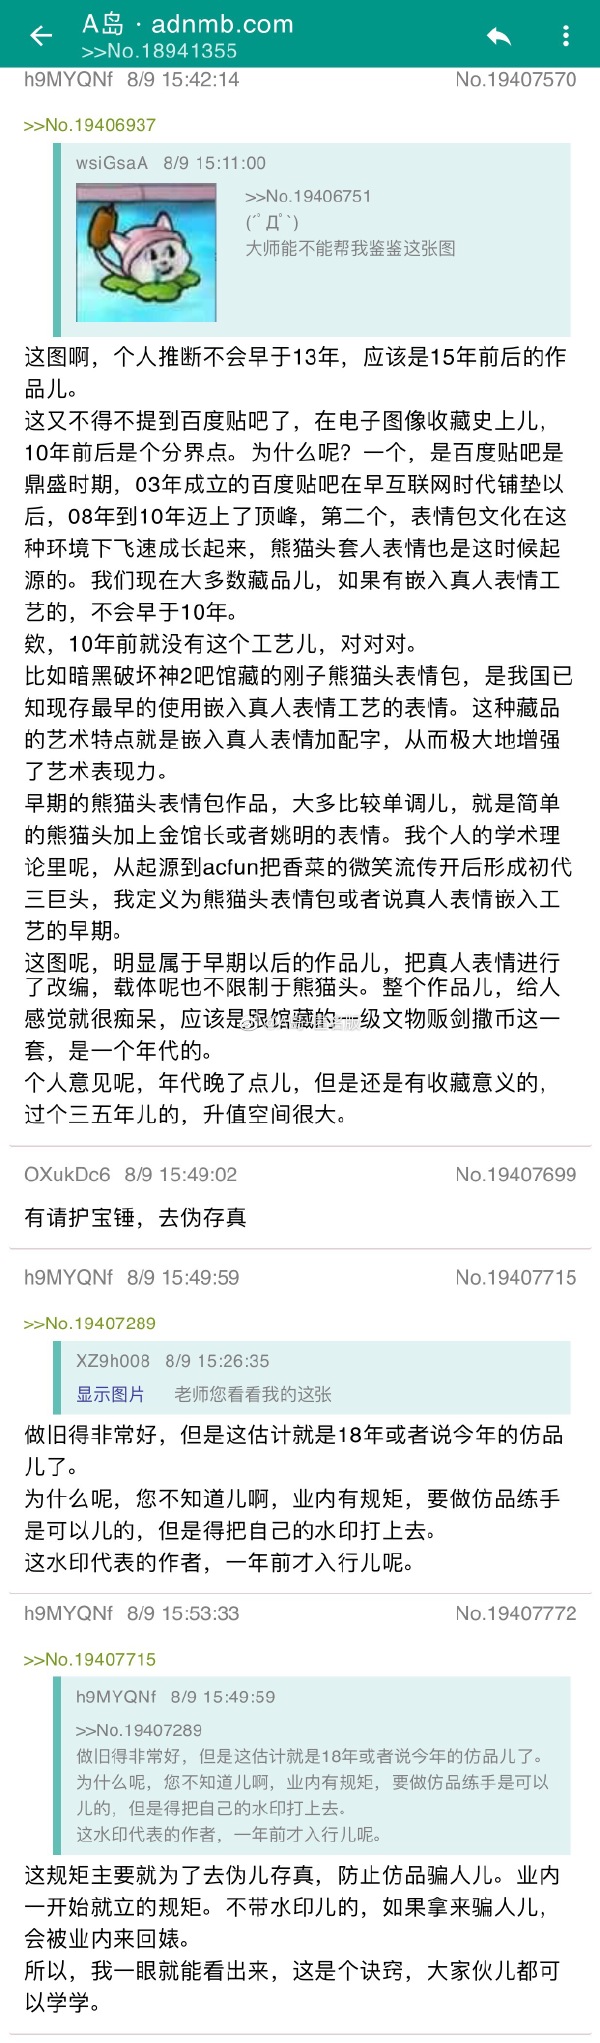 A岛 · adnmb.com
>>No.18941355
h9MYQNf 8/9 15:42:14 No.19407570
>>No.19406937
wsiGsaA 8/9 15:11:00
>>No.19406751
(´ﾟДﾟ`)
大师能不能帮我鉴鉴这张图
这图啊，个人推断不会早于13年，应该是15年前后的作
品儿。
这又不得不提到百度贴吧了，在电子图像收藏史上儿，
10年前后是个分界点。为什么呢？一个，是百度贴吧是
鼎盛时期，03年成立的百度贴吧在早互联网时代铺垫以
后，08年到10年迈上了顶峰，第二个，表情包文化在这
种环境下飞速成长起来，熊猫头套人表情也是这时候起
源的。我们现在大多数藏品儿，如果有嵌入真人表情工
艺的，不会早于10年。
欸，10年前就没有这个工艺儿，对对对。
比如暗黑破坏神2吧馆藏的刚子熊猫头表情包，是我国已
知现存最早的使用嵌入真人表情工艺的表情。这种藏品
的艺术特点就是嵌入真人表情加配字，从而极大地增强
了艺术表现力。
早期的熊猫头表情包作品，大多比较单调儿，就是简单
的熊猫头加上金馆长或者姚明的表情。我个人的学术理
论里呢，从起源到acfun把香菜的微笑流传开后形成初代
三巨头，我定义为熊猫头表情包或者说真人表情嵌入工
艺的早期。
这图呢，明显属于早期以后的作品儿，把真人表情进行
了改编，载体呢也不限制于熊猫头。整个作品儿，给人
感觉就很痴呆，应该是跟馆藏的一级文物贩剑撒币这一
套，是一个年代的。
个人意见呢，年代晚了点儿，但是还是有收藏意义的，
过个三五年儿的，升值空间很大。
OXukDc6 8/9 15:49:02 No.19407699
有请护宝锤，去伪存真
h9MYQNf 8/9 15:49:59 No.19407715
>>No.19407289
XZ9h008 8/9 15:26:35
显示图片 老师您看看我的这张
做旧得非常好，但是这估计就是18年或者说今年的仿品
儿了。
为什么呢，您不知道儿啊，业内有规矩，要做仿品练手
是可以儿的，但是得把自己的水印打上去。
这水印代表的作者，一年前才入行儿呢。
h9MYQNf 8/9 15:53:33 No.19407772
>>No.19407715
h9MYQNf 8/9 15:49:59
>>No.19407289
做旧得非常好，但是这估计就是18年或者说今年的仿品儿了。
为什么呢，您不知道儿啊，业内有规矩，要做仿品练手是可以
儿的，但是得把自己的水印打上去。
这水印代表的作者，一年前才入行儿呢。
这规矩主要就为了去伪儿存真，防止仿品骗人儿。业内
一开始就立的规矩。不带水印儿的，如果拿来骗人儿，
会被业内来回婊。
所以，我一眼就能看出来，这是个诀窍，大家伙儿都可
以学学。